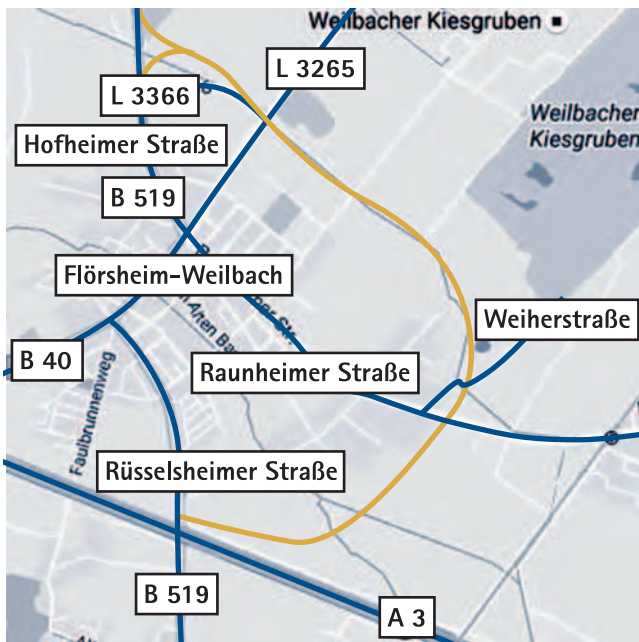 Weilbacher Kiesgruben
L 3265
L 3366
Weilbacher
Kiesgruben
Hofheimer Straße
B 519
Flörsheim-Weilbach
Weiherstraße
B 40
Raunheimer Straße
Faulbrunnenweg
Rüsselsheimer Straße
B 519
A 3